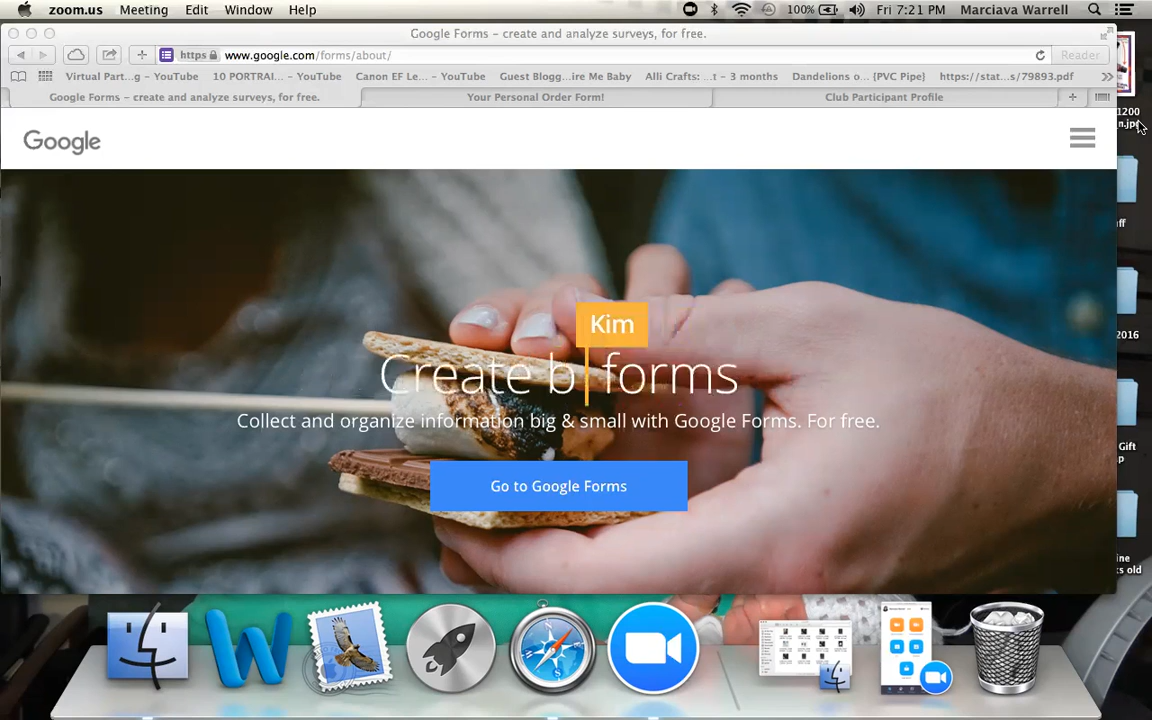 zoom.us Meeting Edit Window Help 100% Fri 7:21 PM Marciava Warrell
Google Forms – create and analyze surveys, for free.
https www.google.com/forms/about/ Reader
Virtual Part...g – YouTube 10 PORTRAI... – YouTube Canon EF Le... – YouTube Guest Blogg...ire Me Baby Alli Crafts: ...t – 3 months Dandelions o... {PVC Pipe} https://stat...s/79893.pdf
Google Forms – create and analyze surveys, for free. Your Personal Order Form! Club Participant Profile
1200
n.jpg
Google
uff
Kim
2016
Create b forms
Collect and organize information big & small with Google Forms. For free.
Gift
Go to Google Forms